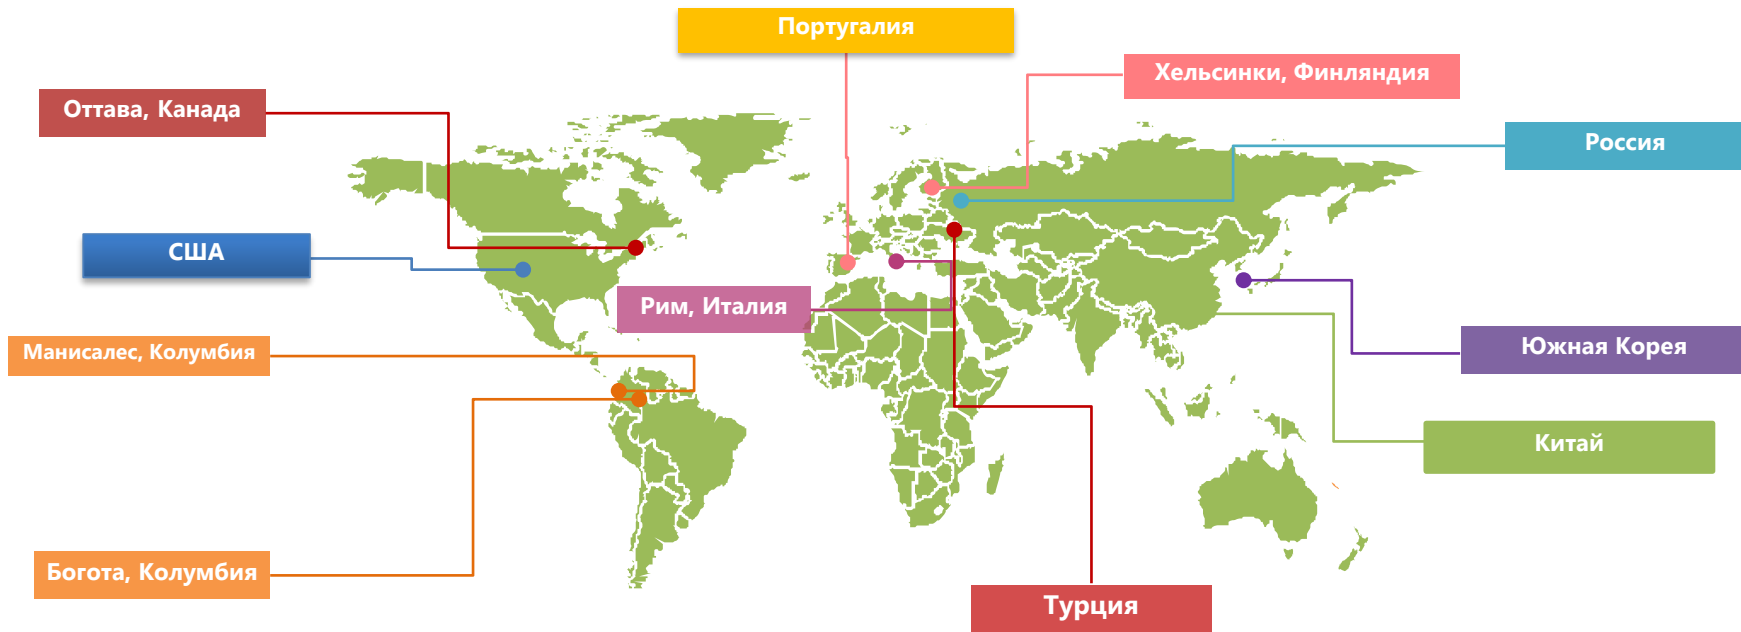 Португалия
Хельсинки, Финляндия
Оттава, Канада
Россия
США
Рим, Италия
Южная Корея
Манисалес, Колумбия
Китай
Богота, Колумбия
Турция